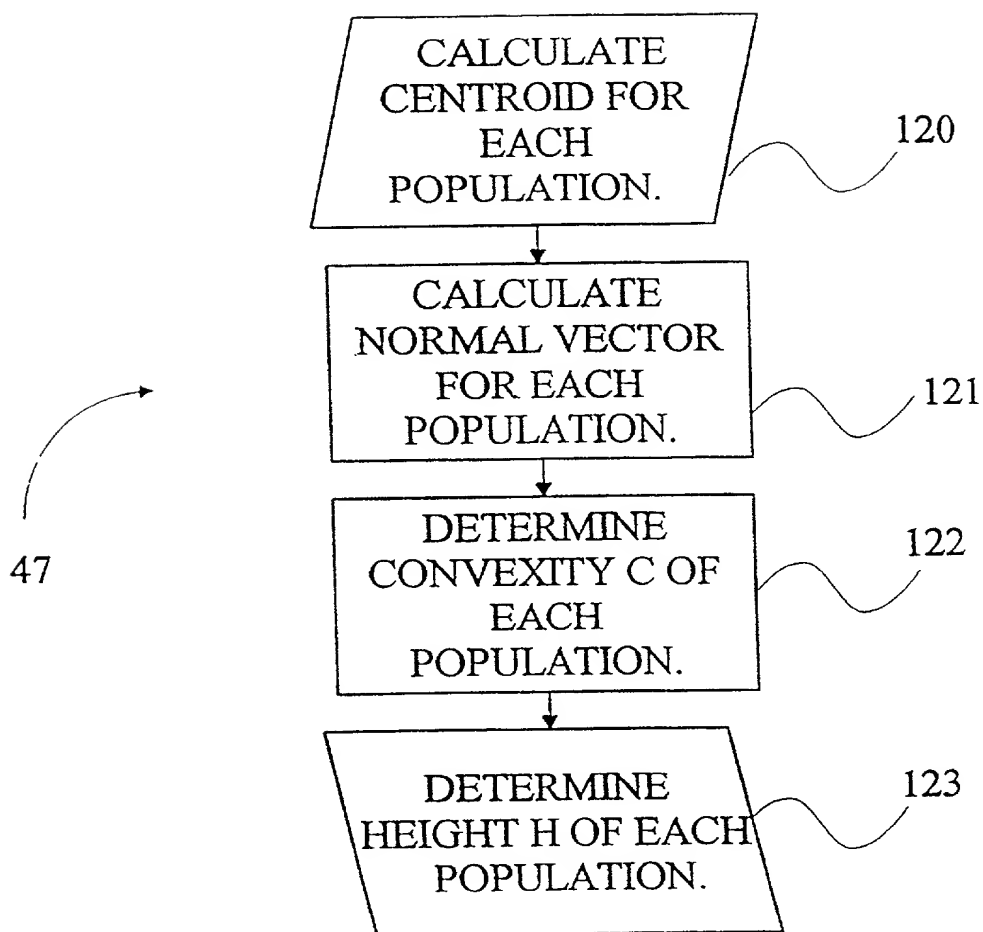 CALCULATE
CENTROID FOR
EACH
POPULATION.
120
CALCULATE
NORMAL VECTOR
FOR EACH
POPULATION.
121
47
DETERMINE
CONVEXITY C OF
EACH
POPULATION.
122
DETERMINE
HEIGHT H OF EACH
POPULATION.
123